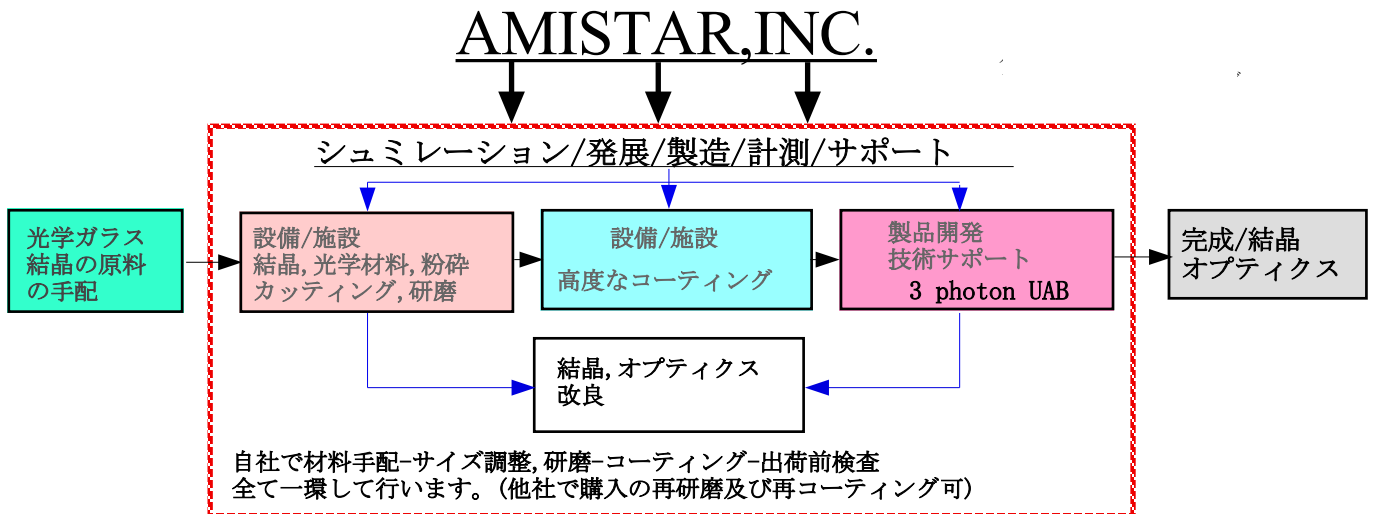 AMISTAR,INC.
シュミレーション/発展/製造/計測/サポート
光学ガラス
結晶の原料
の手配
設備/施設
結晶,光学材料,粉砕
カッティング,研磨
設備/施設
高度なコーティング
製品開発
技術サポート
3 photon UAB
完成/結晶
オプティクス
結晶,オプティクス
改良
自社で材料手配-サイズ調整,研磨-コーティング-出荷前検査
全て一環して行います。(他社で購入の再研磨及び再コーティング可)